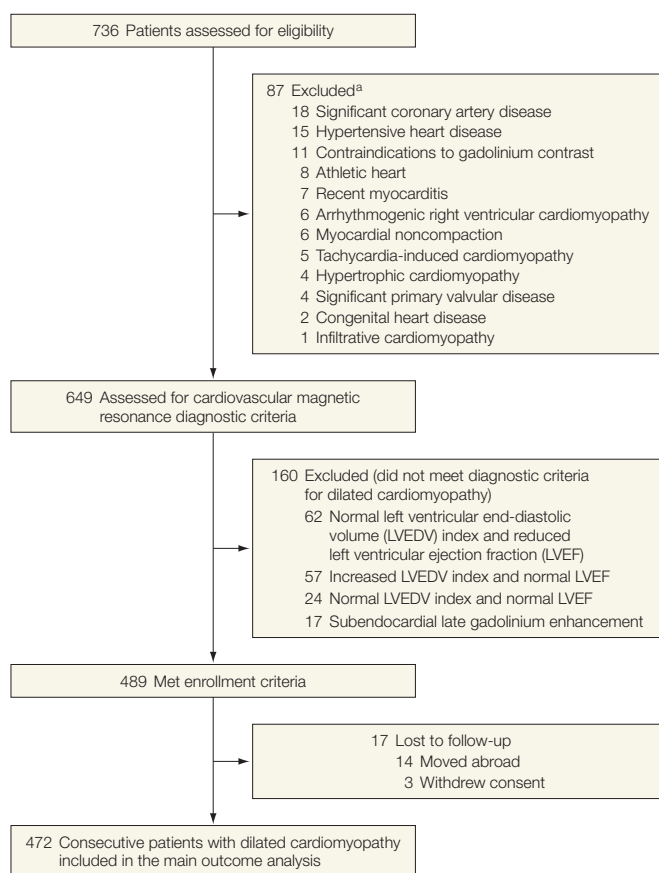 736 Patients assessed for eligibility
87 Excludedᵃ
18 Significant coronary artery disease
15 Hypertensive heart disease
11 Contraindications to gadolinium contrast
8 Athletic heart
7 Recent myocarditis
6 Arrhythmogenic right ventricular cardiomyopathy
6 Myocardial noncompaction
5 Tachycardia-induced cardiomyopathy
4 Hypertrophic cardiomyopathy
4 Significant primary valvular disease
2 Congenital heart disease
1 Infiltrative cardiomyopathy
649 Assessed for cardiovascular magnetic
resonance diagnostic criteria
160 Excluded (did not meet diagnostic criteria
for dilated cardiomyopathy)
62 Normal left ventricular end-diastolic
volume (LVEDV) index and reduced
left ventricular ejection fraction (LVEF)
57 Increased LVEDV index and normal LVEF
24 Normal LVEDV index and normal LVEF
17 Subendocardial late gadolinium enhancement
489 Met enrollment criteria
17 Lost to follow-up
14 Moved abroad
3 Withdrew consent
472 Consecutive patients with dilated cardiomyopathy
included in the main outcome analysis